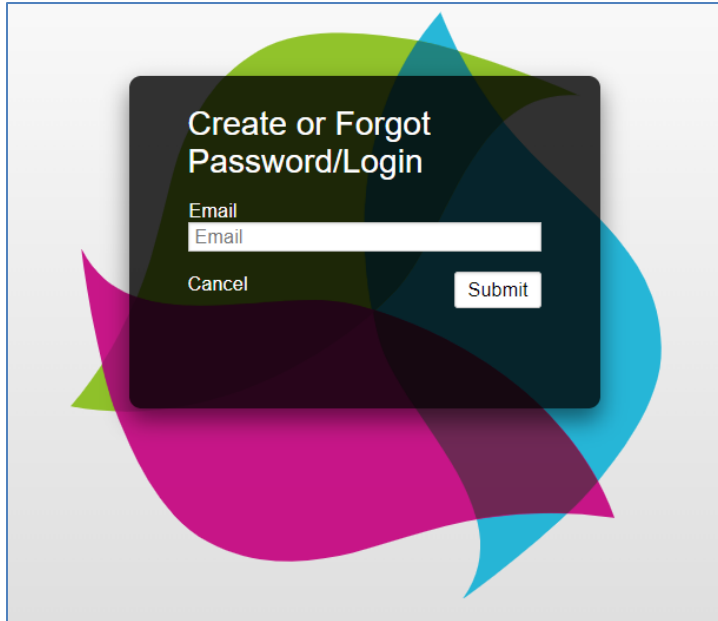 Create or Forgot
Password/Login
Email
Email
Cancel
Submit